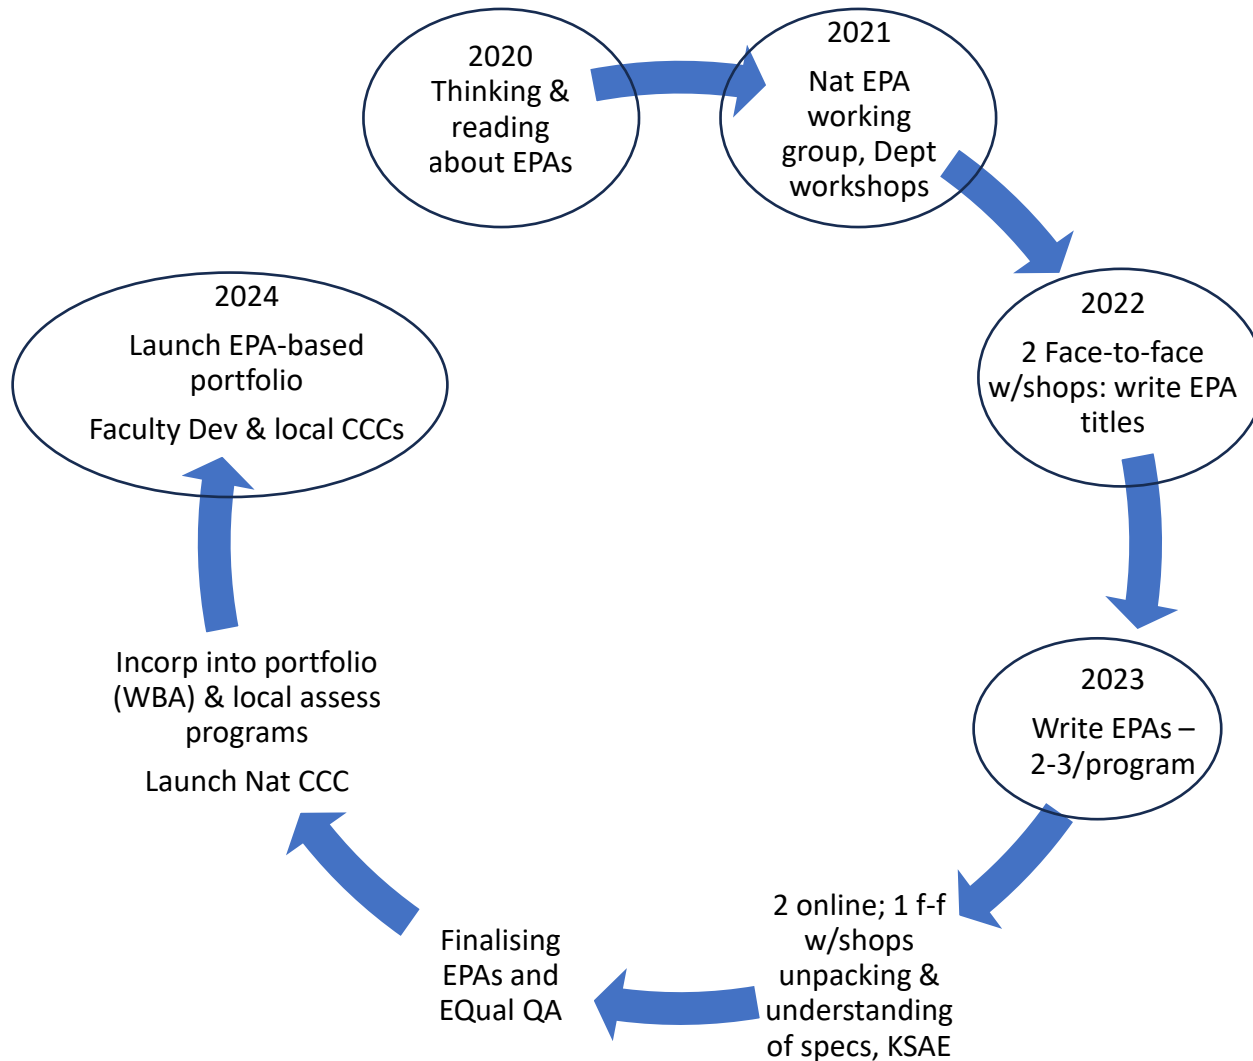 2020
Thinking &
reading
about EPAs
2021
Nat EPA
working
group, Dept
workshops
2022
2 Face-to-face
w/shops: write EPA
titles
2023
Write EPAs –
2-3/program
2 online; 1 f-f
w/shops
unpacking &
understanding
of specs, KSAE
Finalising
EPAs and
EQual QA
Incorp into portfolio
(WBA) & local assess
programs
Launch Nat CCC
2024
Launch EPA-based
portfolio
Faculty Dev & local CCCs